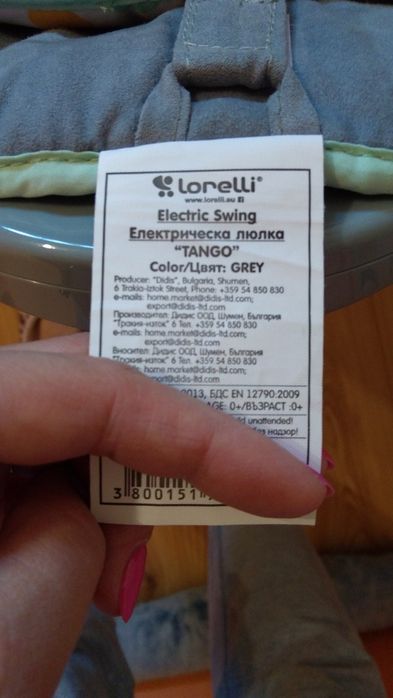 Lorelli®
www.lorelli.eu
Electric Swing
Електрическа люлка
“TANGO”
Color/Цвят: GREY
Producer: "Didis", Bulgaria, Shumen,
6 Trakia-Iztok Street, Phone: +359 54 850 830
e-mails: home.market@didis-ltd.com;
export@didis-ltd.com
Производител: Дидис ООД, Шумен, България
"Тракия-изток" 6 Тел. +359 54 850 830
e-mails: home.market@didis-ltd.com;
export@didis-ltd.com
Вносител: Дидис ООД, Шумен, България
"Тракия-изток" 6 Тел. +359 54 850 830
home.market@didis-ltd.com;
export@didis-ltd.com
2013, БДС EN 12790:2009
AGE: 0+/ВЪЗРАСТ :0+
unattended!
без надзор!
3 800151